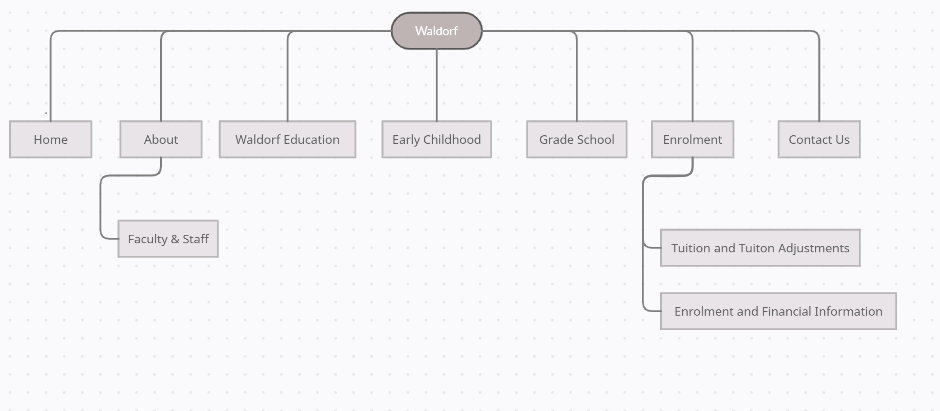 Waldorf
Home
About
Waldorf Education
Early Childhood
Grade School
Enrolment
Contact Us
Faculty & Staff
Tuition and Tuiton Adjustments
Enrolment and Financial Information